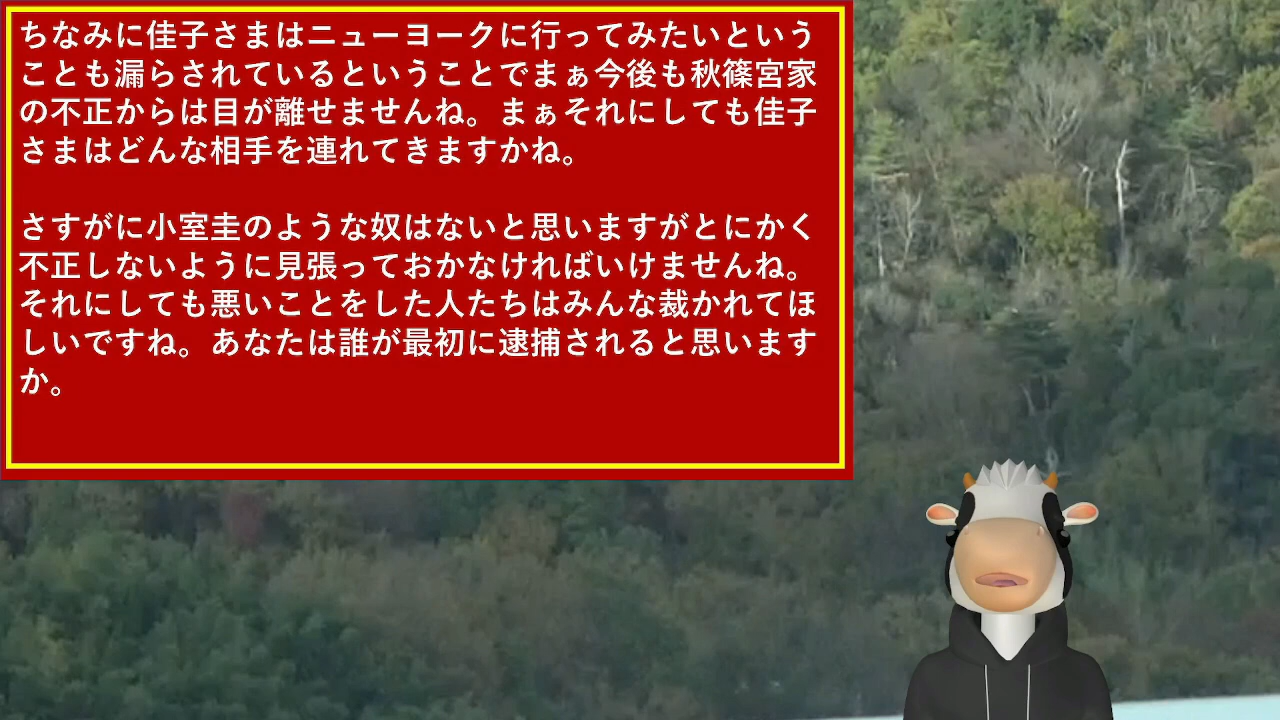 ちなみに佳子さまはニューヨークに行ってみたいという
ことも漏らされているということでまぁ今後も秋篠宮家
の不正からは目が離せませんね。まぁそれにしても佳子
さまはどんな相手を連れてきますかね。
さすがに小室圭のような奴はないと思いますがとにかく
不正しないように見張っておかなければいけませんね。
それにしても悪いことをした人たちはみんな裁かれてほ
しいですね。あなたは誰が最初に逮捕されると思います
か。